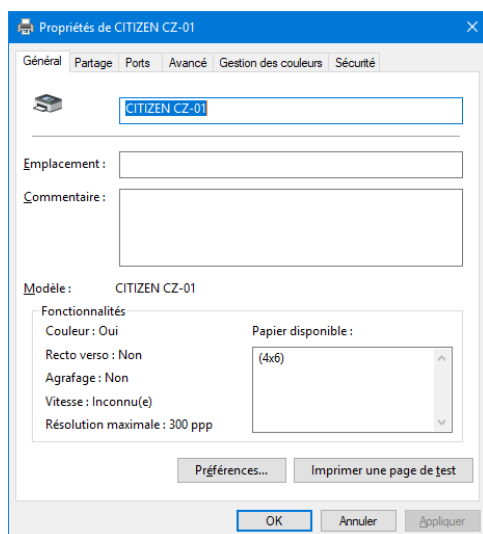 Propriétés de CITIZEN CZ-01
Général Partage Ports Avancé Gestion des couleurs Sécurité
CITIZEN CZ-01
Emplacement :
Commentaire :
Modèle : CITIZEN CZ-01
Fonctionnalités
Couleur : Oui Papier disponible :
Recto verso : Non (4x6)
Agrafage : Non
Vitesse : Inconnu(e)
Résolution maximale : 300 ppp
Préférences... Imprimer une page de test
OK Annuler Appliquer